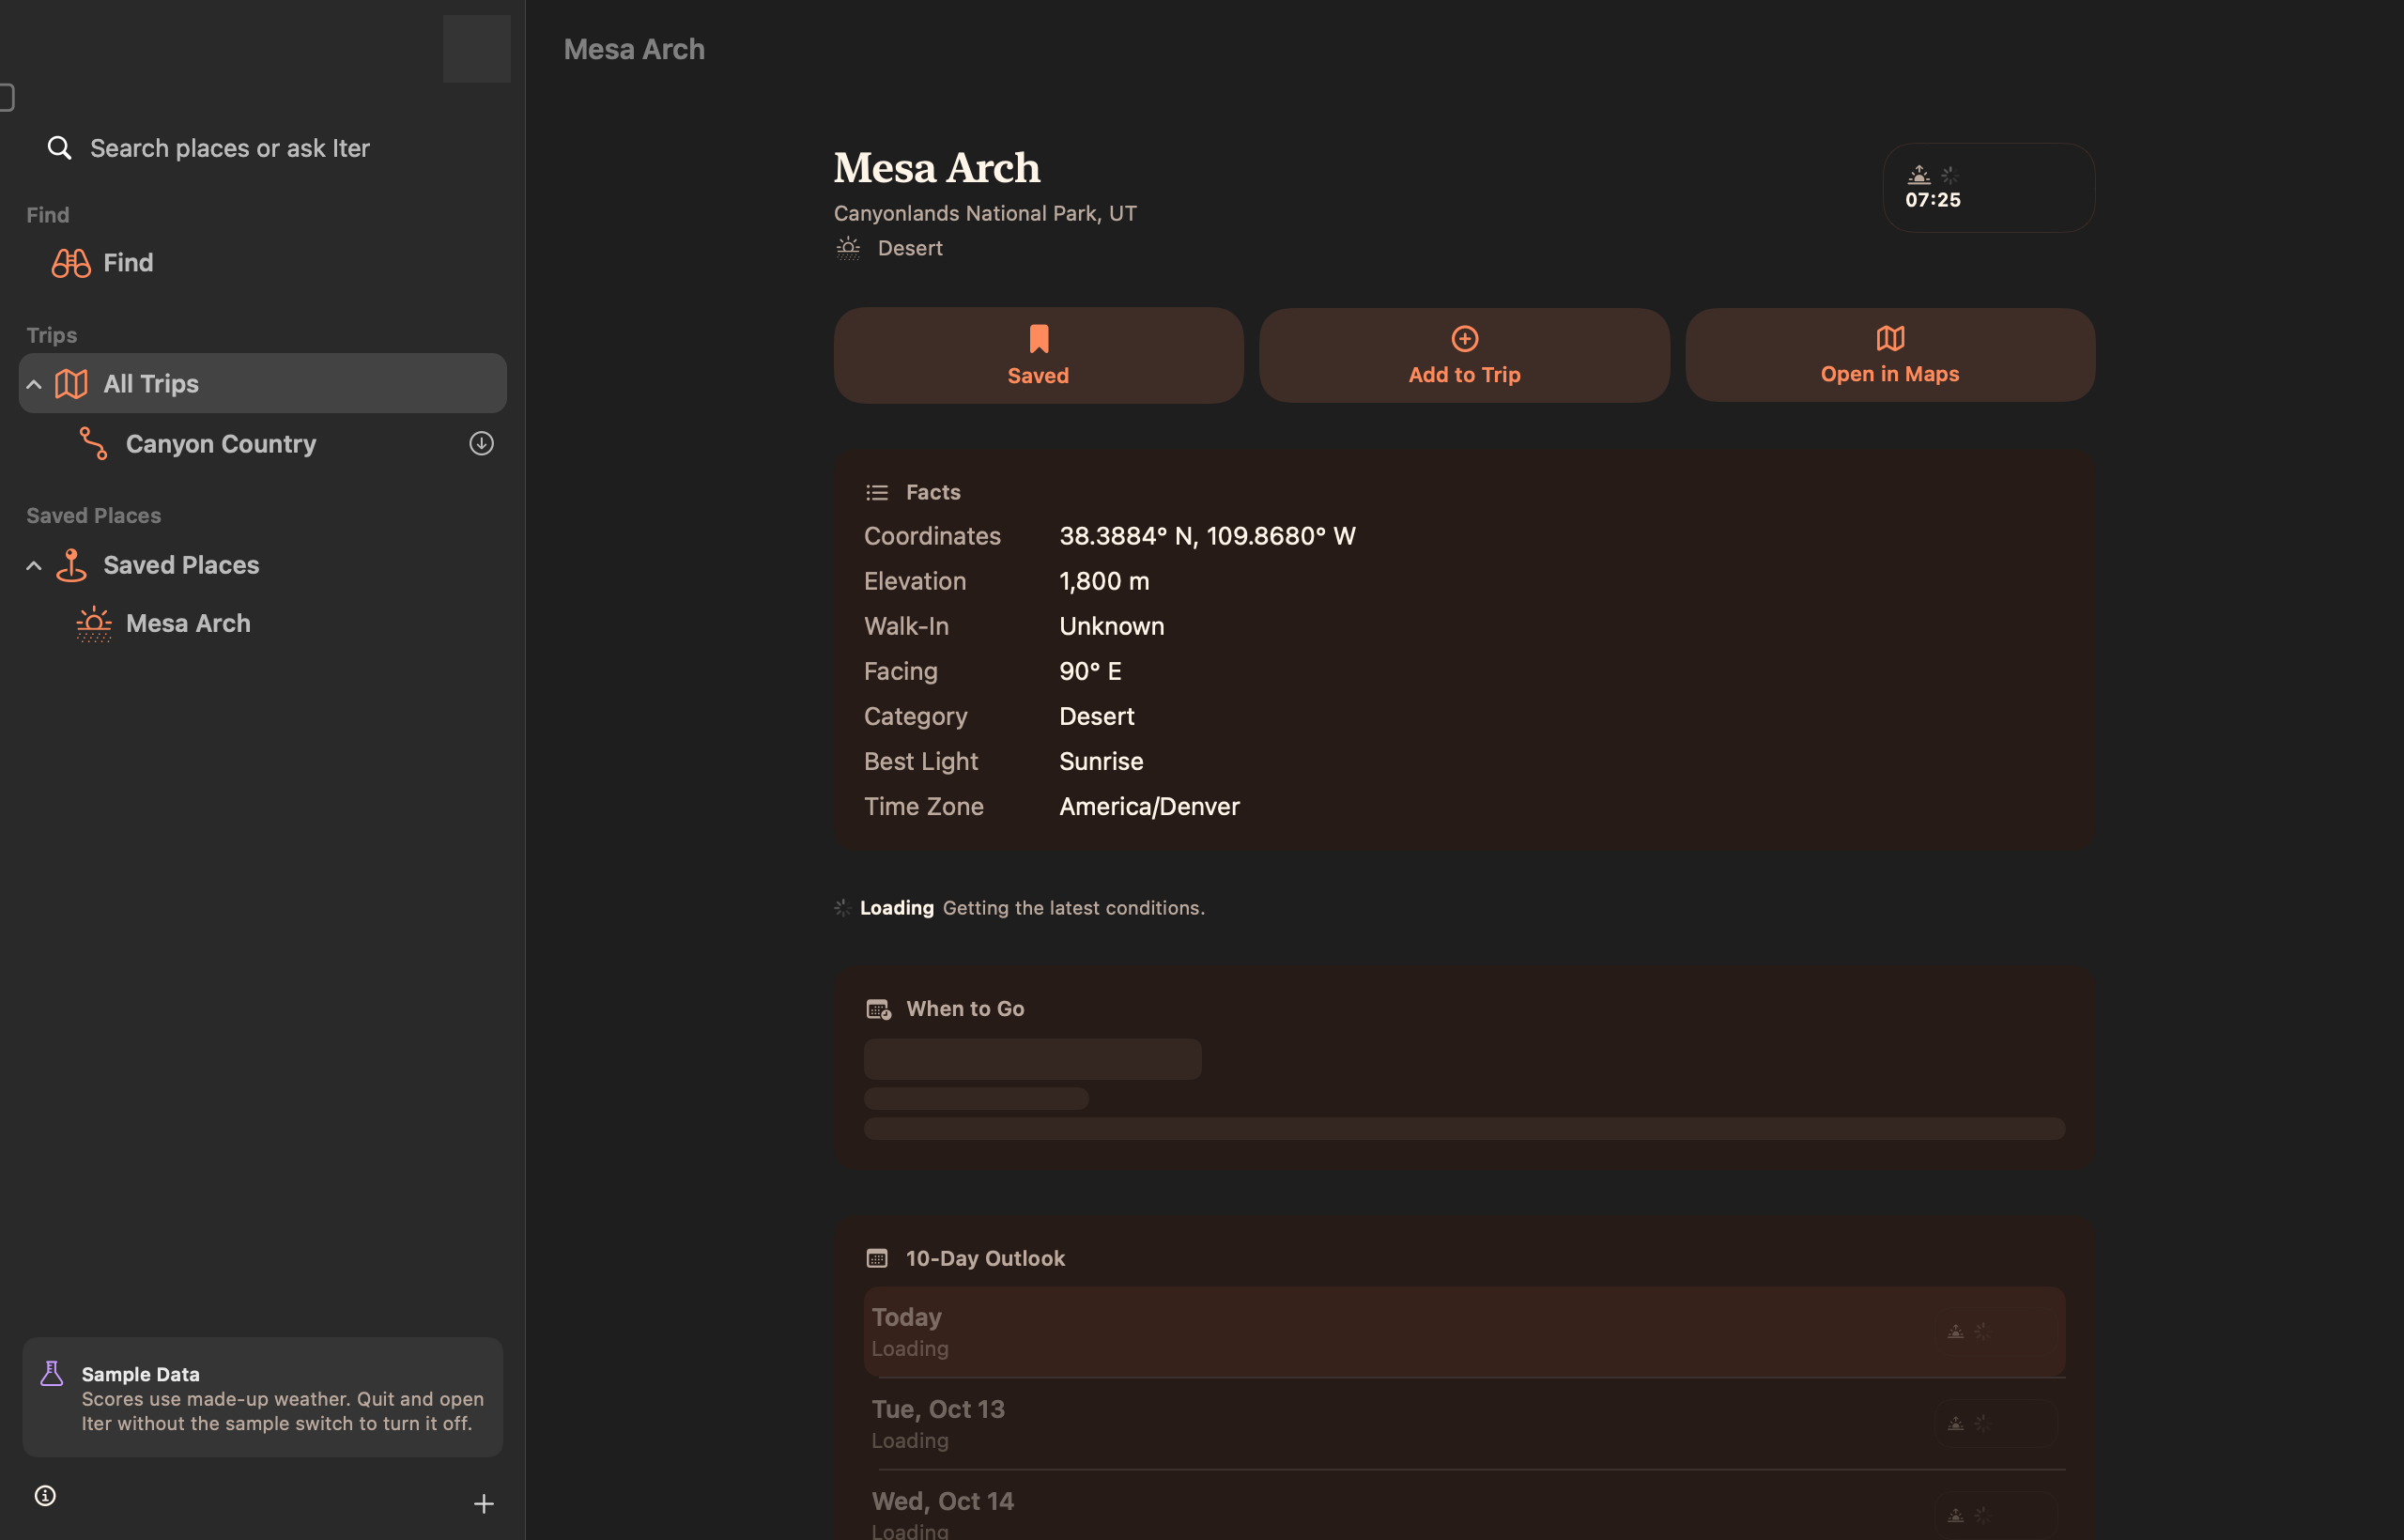 Mesa Arch
Search places or ask Iter
Find
Find
Trips
All Trips
Canyon Country
Saved Places
Saved Places
Mesa Arch
Sample Data
Scores use made-up weather. Quit and open
Iter without the sample switch to turn it off.
Mesa Arch
Canyonlands National Park, UT
Desert
07:25
Saved
Add to Trip
Open in Maps
Facts
Coordinates 38.3884° N, 109.8680° W
Elevation 1,800 m
Walk-In Unknown
Facing 90° E
Category Desert
Best Light Sunrise
Time Zone America/Denver
Loading Getting the latest conditions.
When to Go
10-Day Outlook
Today
Loading
Tue, Oct 13
Loading
Wed, Oct 14
Loading